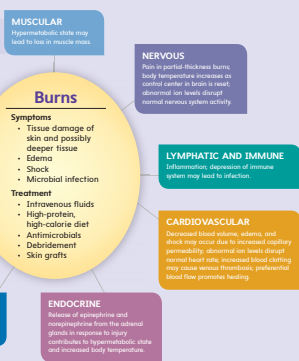 MUSCULAR
Hypermetabolic state may
lead to loss in muscle mass.
NERVOUS
Pain in partial-thickness burns;
body temperature increases as
control center in brain is reset;
abnormal ion levels disrupt
normal nervous system activity.
Burns
Symptoms
• Tissue damage of
skin and possibly
deeper tissue
• Edema
• Shock
• Microbial infection
Treatment
• Intravenous fluids
• High-protein,
high-calorie diet
• Antimicrobials
• Debridement
• Skin grafts
LYMPHATIC AND IMMUNE
Inflammation; depression of immune
system may lead to infection.
CARDIOVASCULAR
Decreased blood volume, edema, and
shock may occur due to increased capillary
permeability; abnormal ion levels disrupt
normal heart rate; increased blood clotting
may cause venous thrombosis; preferential
blood flow promotes healing.
ENDOCRINE
Release of epinephrine and
norepinephrine from the adrenal
glands in response to injury
contributes to hypermetabolic state
and increased body temperature.